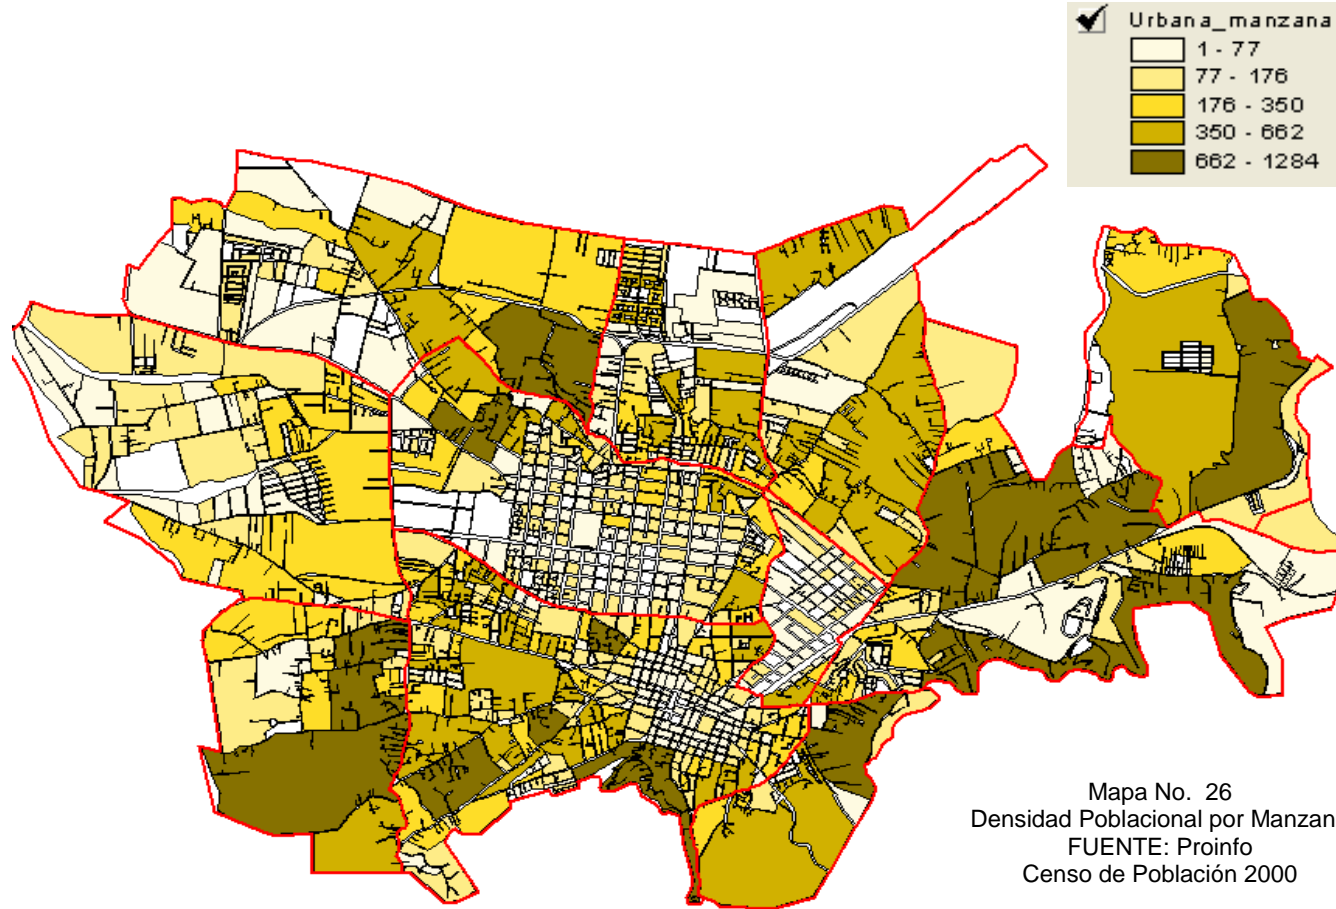 Urbana_manzana
1 - 77
77 - 176
176 - 350
350 - 662
662 - 1284
Mapa No. 26
Densidad Poblacional por Manzan
FUENTE: Proinfo
Censo de Población 2000